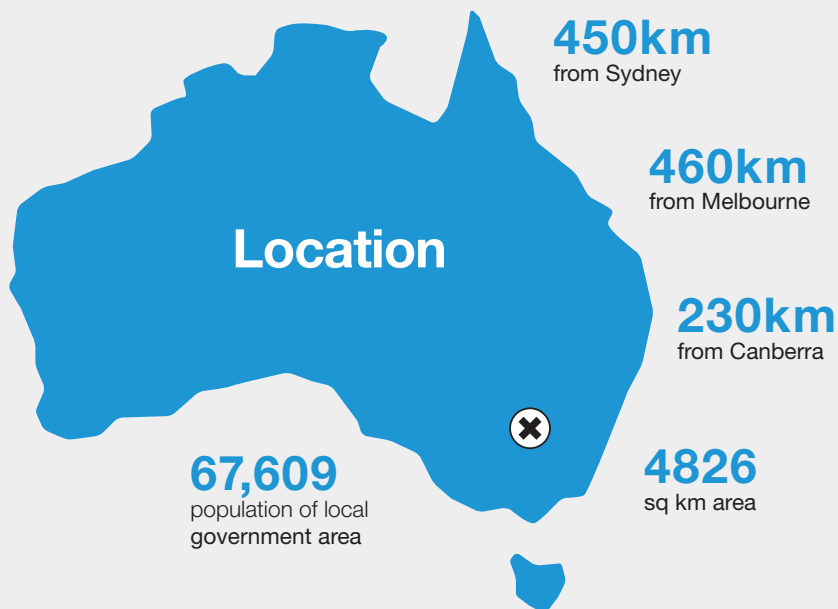 450km
from Sydney
460km
from Melbourne
Location
230km
from Canberra
67,609
population of local
government area
4826
sq km area